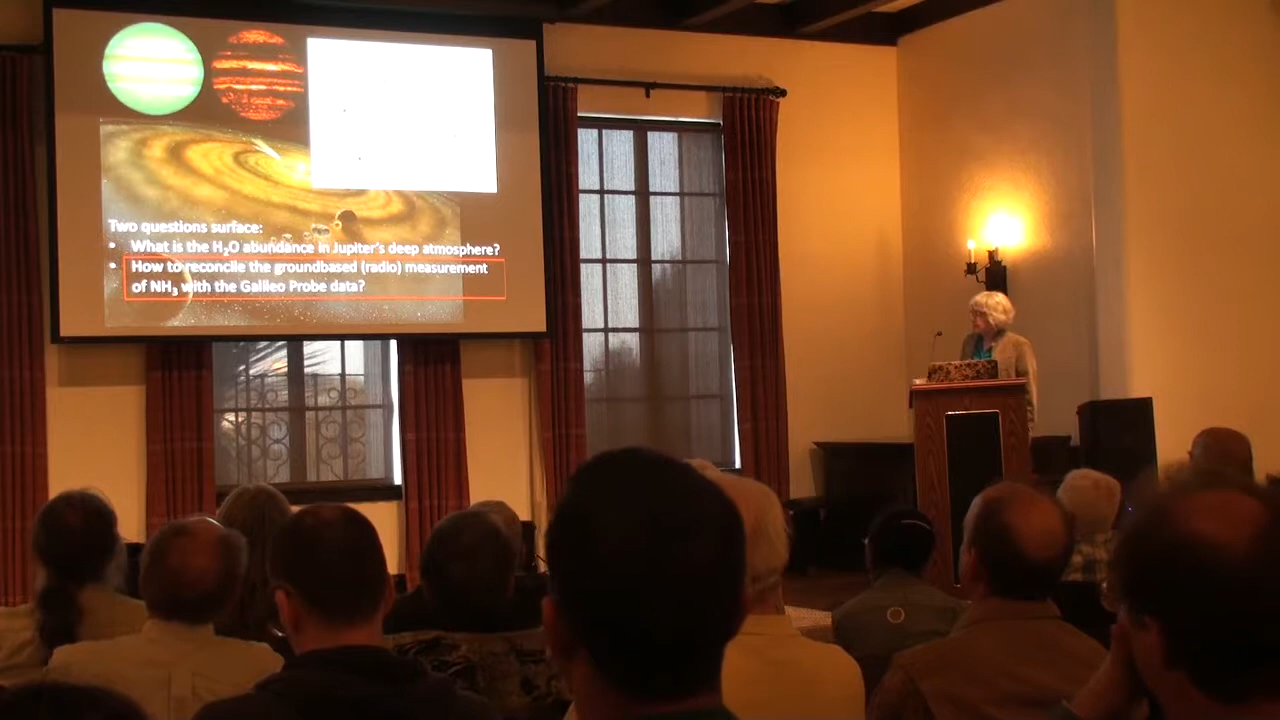 Two questions surface:
• What is the H₂O abundance in Jupiter's deep atmosphere?
• How to reconcile the groundbased (radio) measurement
of NH₃ with the Galileo Probe data?